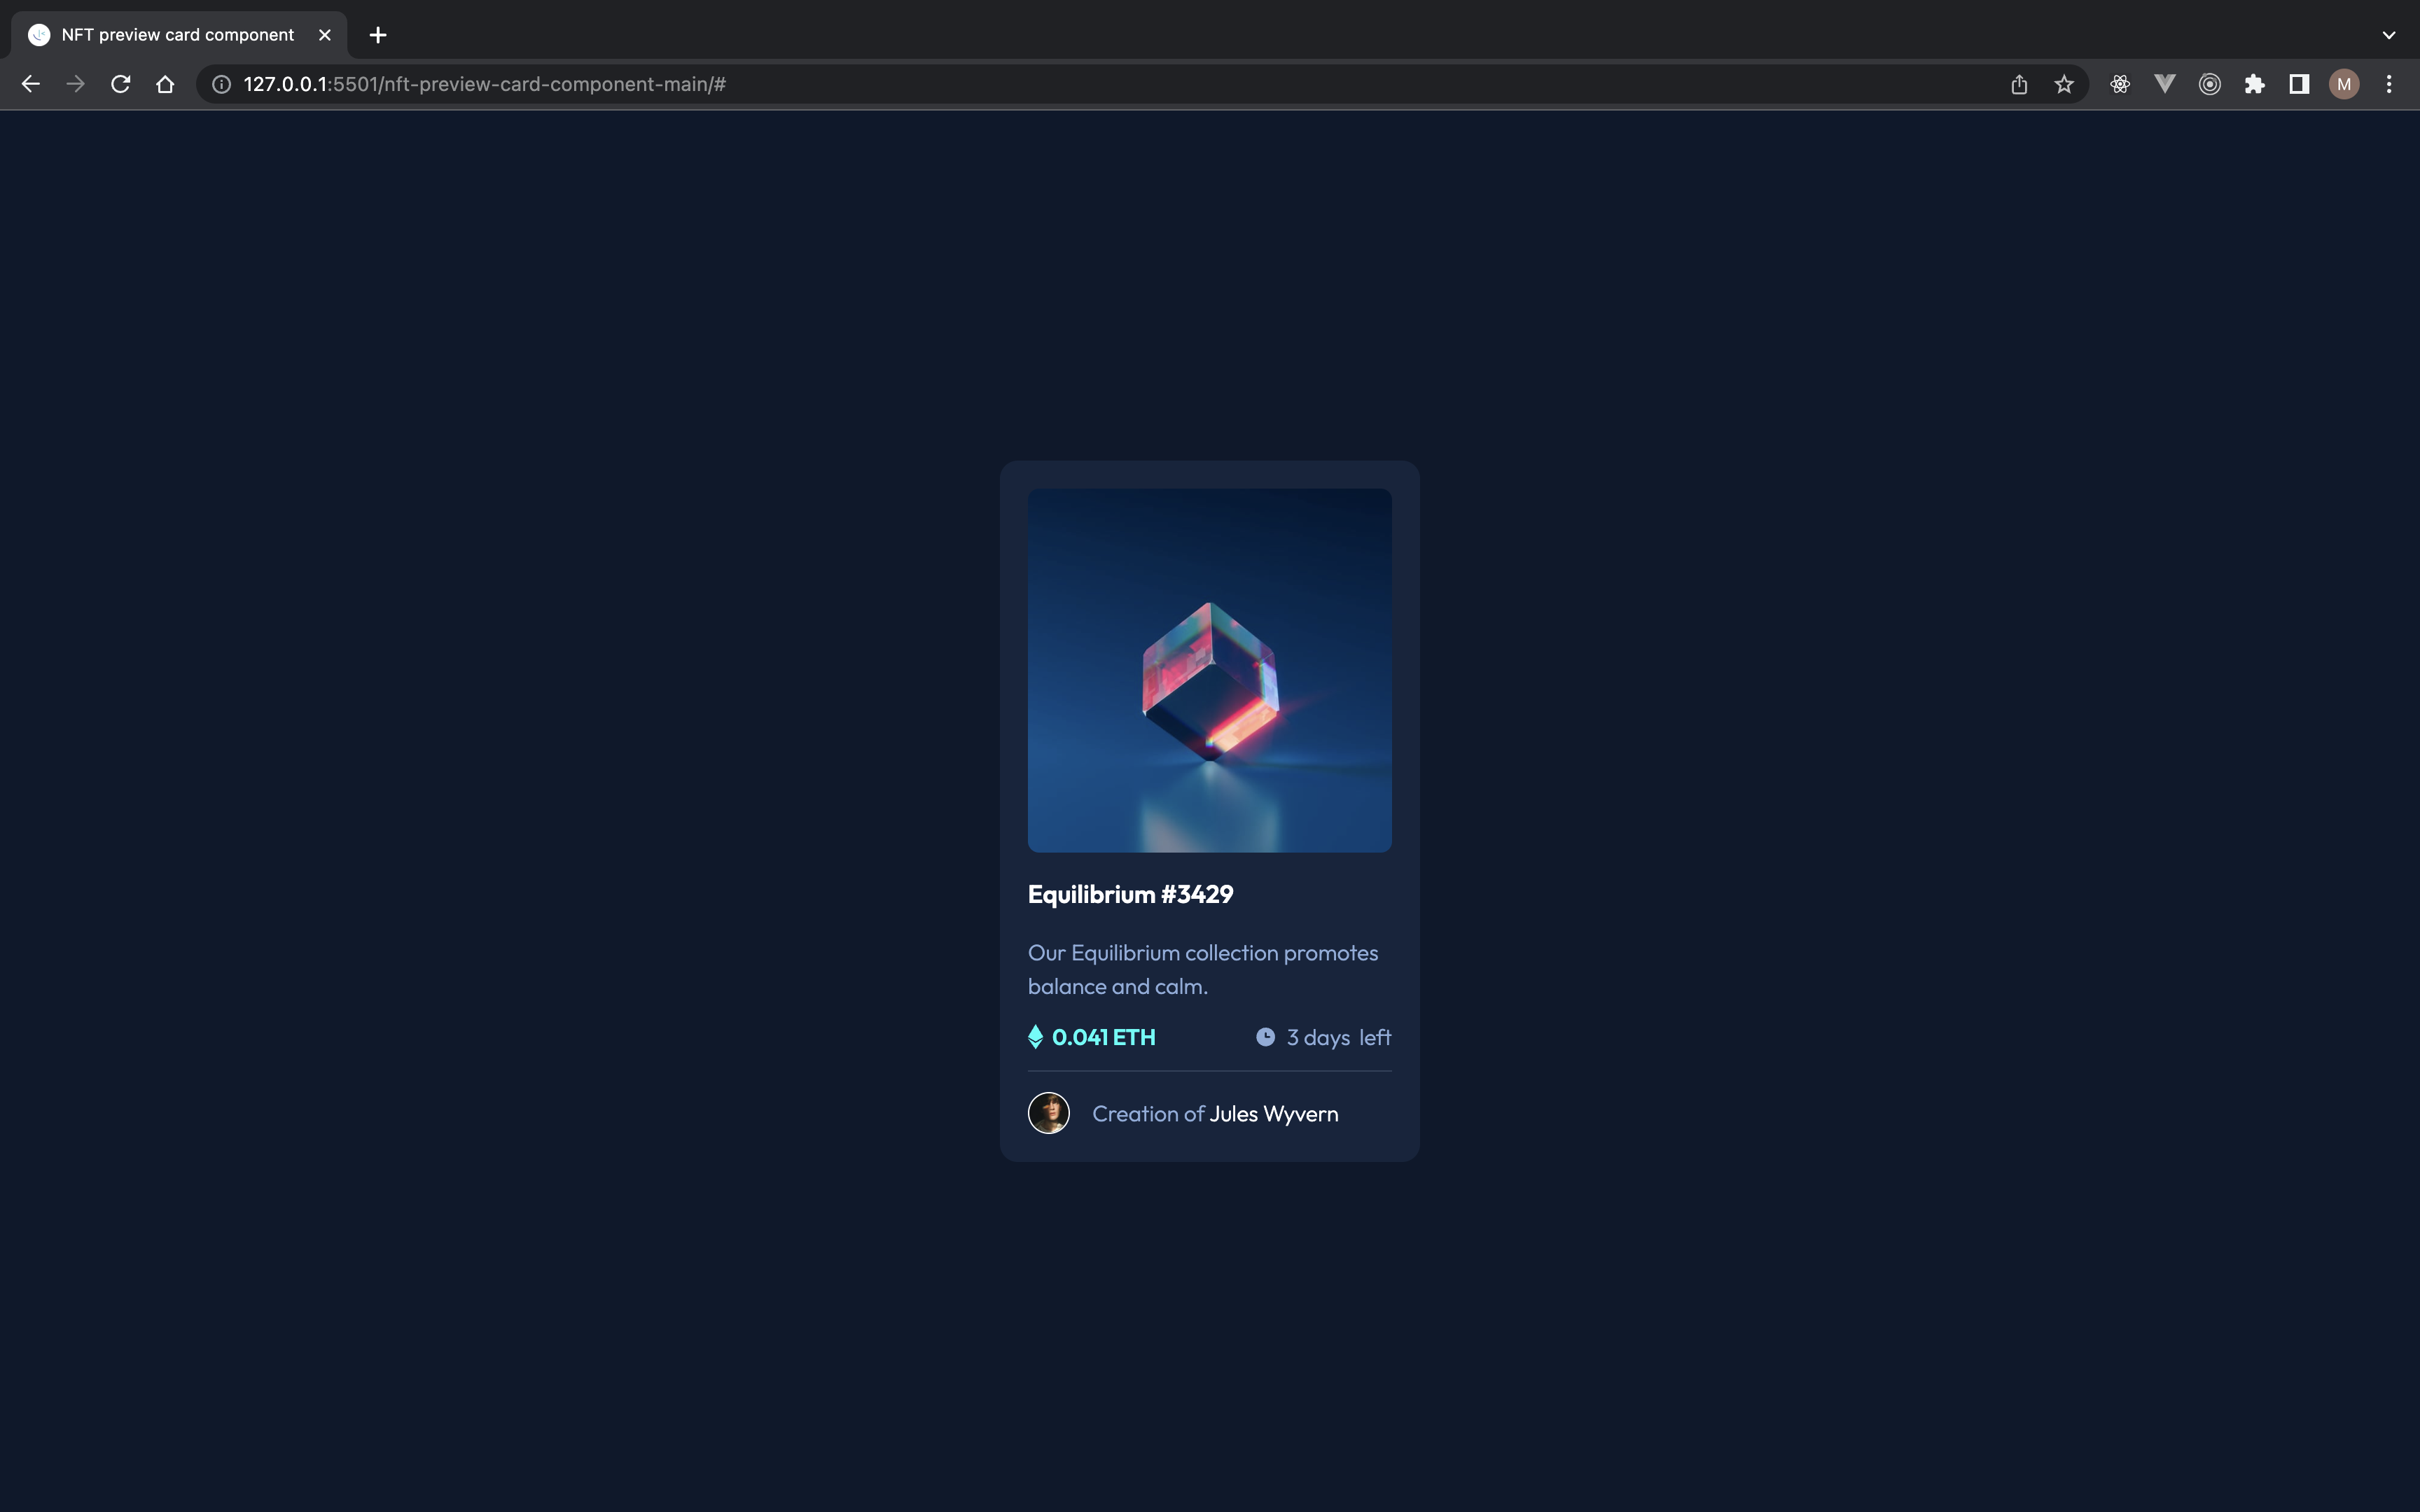 NFT preview card component
127.0.0.1:5501/nft-preview-card-component-main/#
M
Equilibrium #3429
Our Equilibrium collection promotes
balance and calm.
0.041 ETH
3 days left
Creation of Jules Wyvern